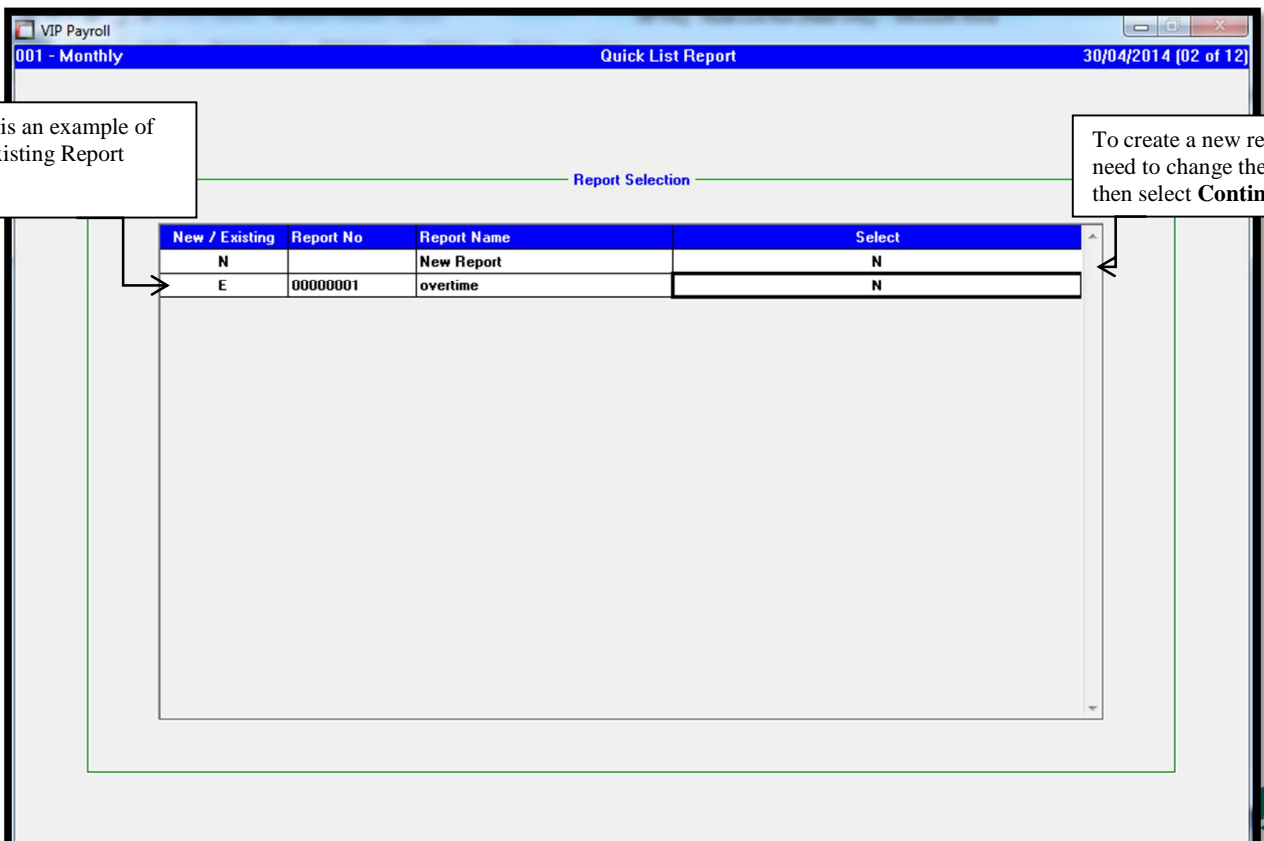 VIP Payroll
001 - Monthly Quick List Report 30/04/2014 (02 of 12)
is an example of
isting Report
To create a new re
need to change the
then select Contin
Report Selection
New / Existing Report No Report Name Select
N New Report N
E 00000001 overtime N